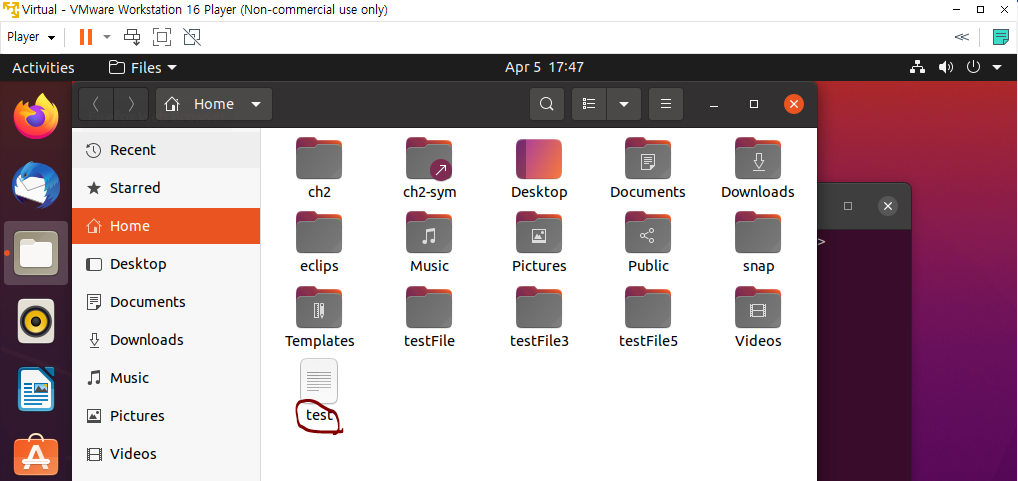 Virtual - VMware Workstation 16 Player (Non-commercial use only)
Player
Activities
Files
Apr 5 17:47
Home
Recent
Starred
Home
Desktop
Documents
Downloads
Music
Pictures
Videos
ch2
ch2-sym
Desktop
Documents
Downloads
eclips
Music
Pictures
Public
snap
Templates
testFile
testFile3
testFile5
Videos
test
>